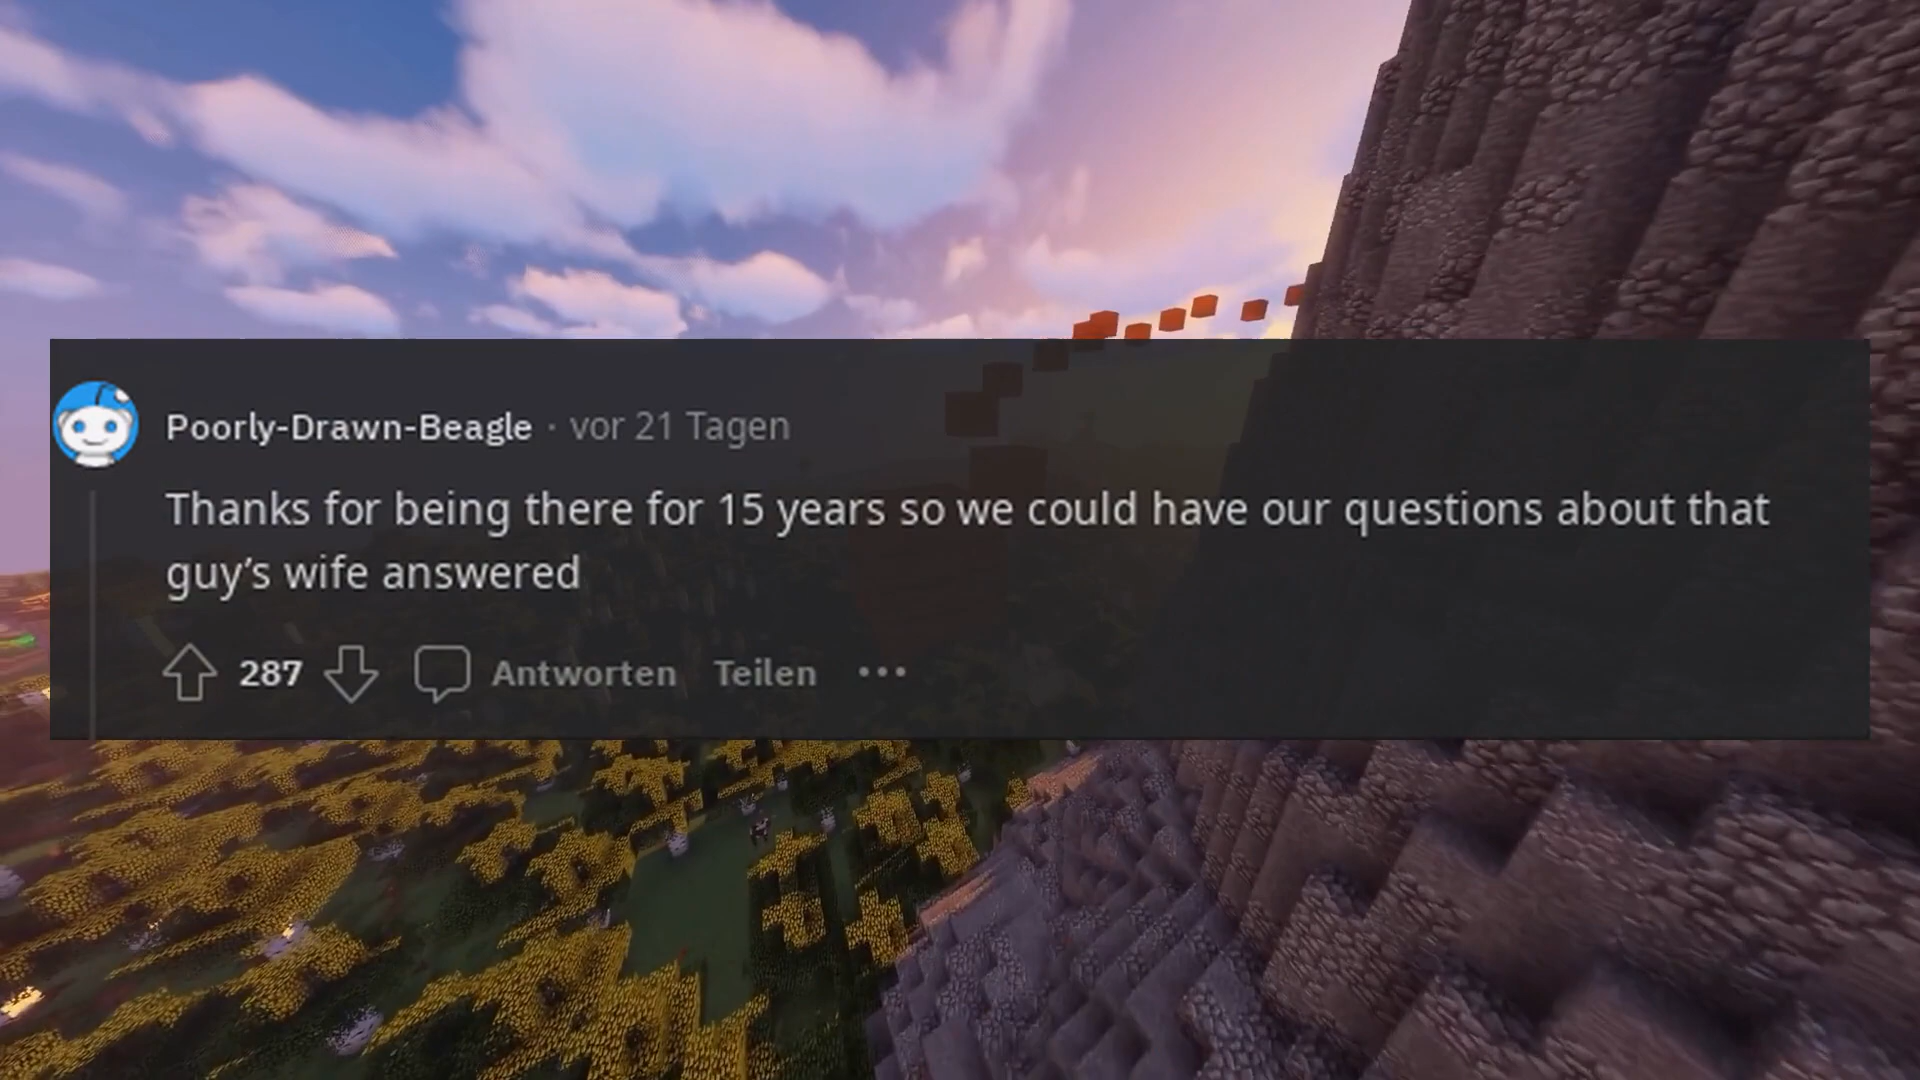 Poorly-Drawn-Beagle · vor 21 Tagen
Thanks for being there for 15 years so we could have our questions about that
guy’s wife answered
287 Antworten Teilen •••